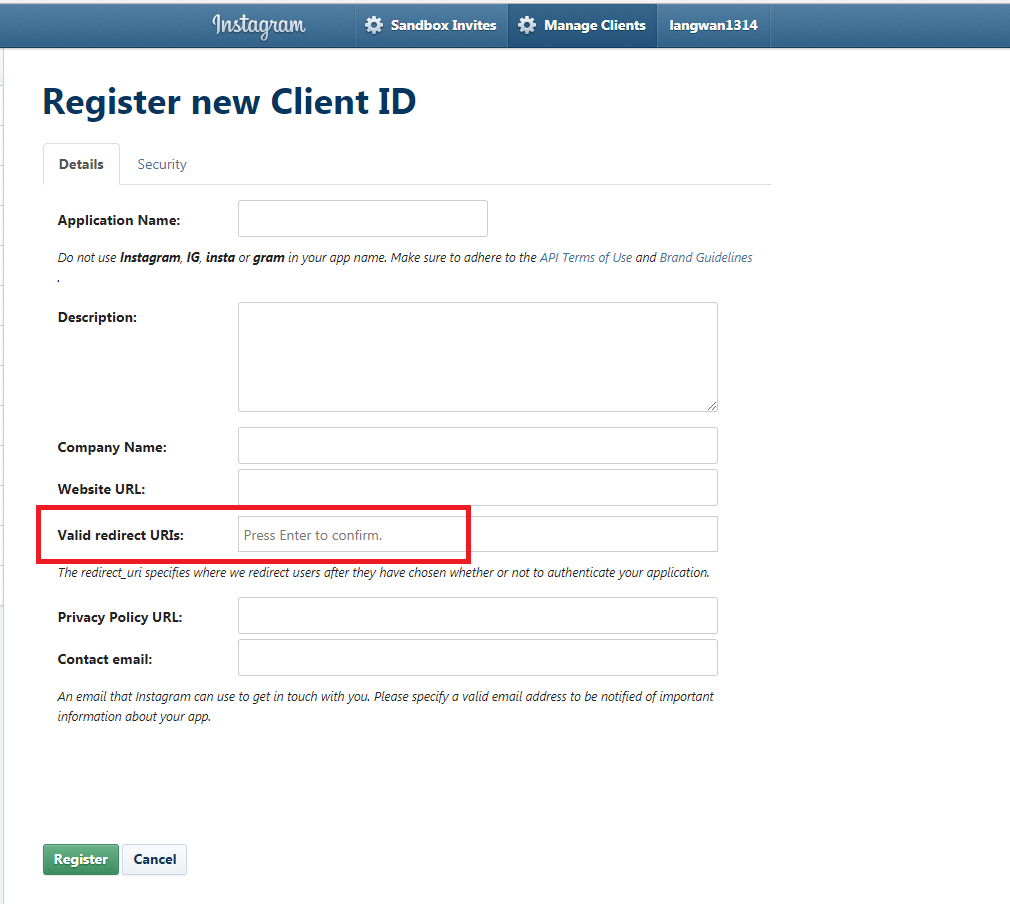 Instagram Sandbox Invites Manage Clients langwan1314
Register new Client ID
Details Security
Application Name:
Do not use Instagram, IG, insta or gram in your app name. Make sure to adhere to the API Terms of Use and Brand Guidelines
.
Description:
Company Name:
Website URL:
Valid redirect URIs: Press Enter to confirm.
The redirect_uri specifies where we redirect users after they have chosen whether or not to authenticate your application.
Privacy Policy URL:
Contact email:
An email that Instagram can use to get in touch with you. Please specify a valid email address to be notified of important
information about your app.
Register Cancel